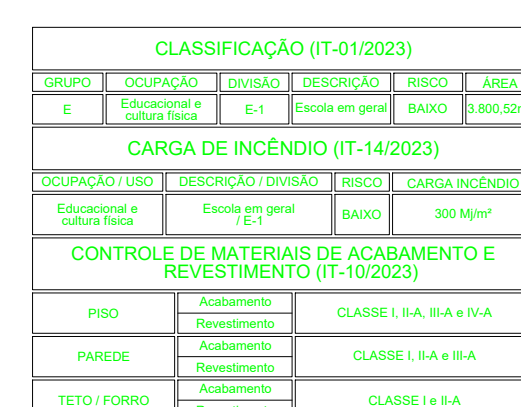 CLASSIFICAÇÃO (IT-01/2023)
GRUPO OCUPAÇÃO DIVISÃO DESCRIÇÃO RISCO ÁREA
E Educacional e cultura física E-1 Escola em geral BAIXO 3.800,52
CARGA DE INCÊNDIO (IT-14/2023)
OCUPAÇÃO / USO DESCRIÇÃO / DIVISÃO RISCO CARGA INCÊNDIO
Educacional e cultura física Escola em geral / E-1 BAIXO 300 Mj/m²
CONTROLE DE MATERIAIS DE ACABAMENTO E
REVESTIMENTO (IT-10/2023)
PISO Acabamento CLASSE I, II-A, III-A e IV-A
Revestimento
PAREDE Acabamento CLASSE I, II-A e III-A
Revestimento
TETO / FORRO Acabamento CLASSE I e II-A